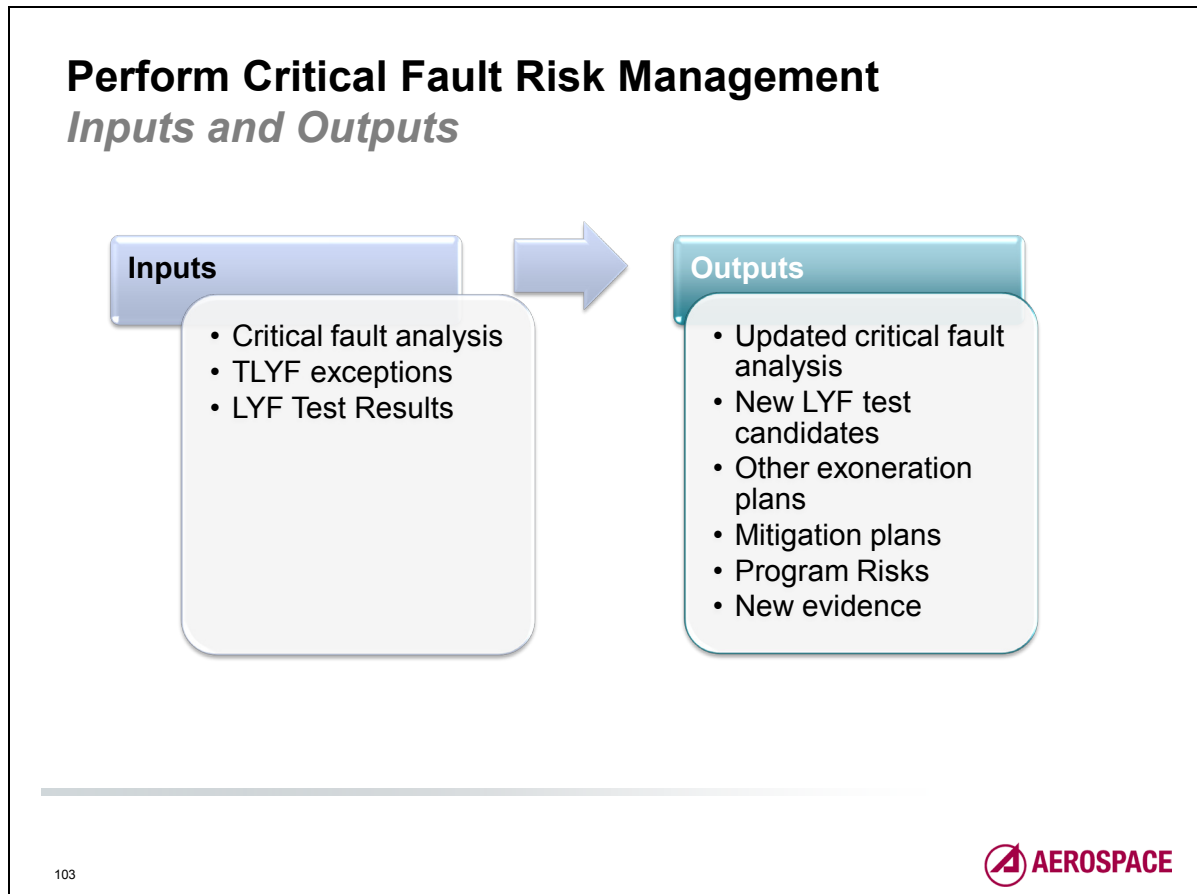 Perform Critical Fault Risk Management
Inputs and Outputs
Inputs
• Critical fault analysis
• TLYF exceptions
• LYF Test Results
Outputs
• Updated critical fault
analysis
• New LYF test
candidates
• Other exoneration
plans
• Mitigation plans
• Program Risks
• New evidence
103
AEROSPACE